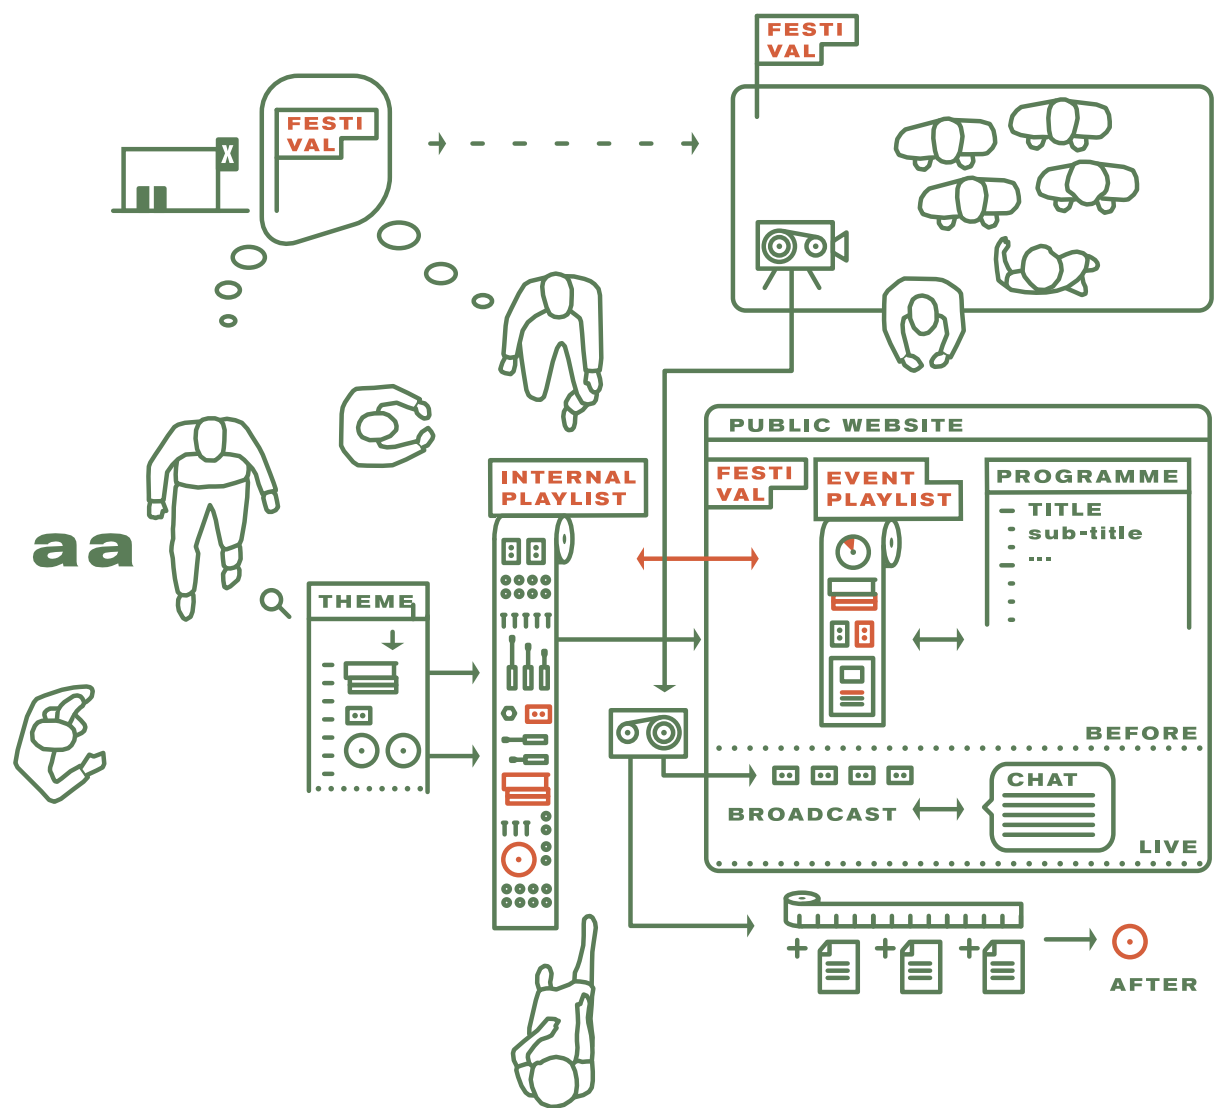 FESTI
VAL
X
FESTI
VAL
aa
THEME
INTERNAL
PLAYLIST
PUBLIC WEBSITE
FESTI
VAL
EVENT
PLAYLIST
PROGRAMME
TITLE
sub-title
---
BEFORE
BROADCAST
CHAT
LIVE
AFTER